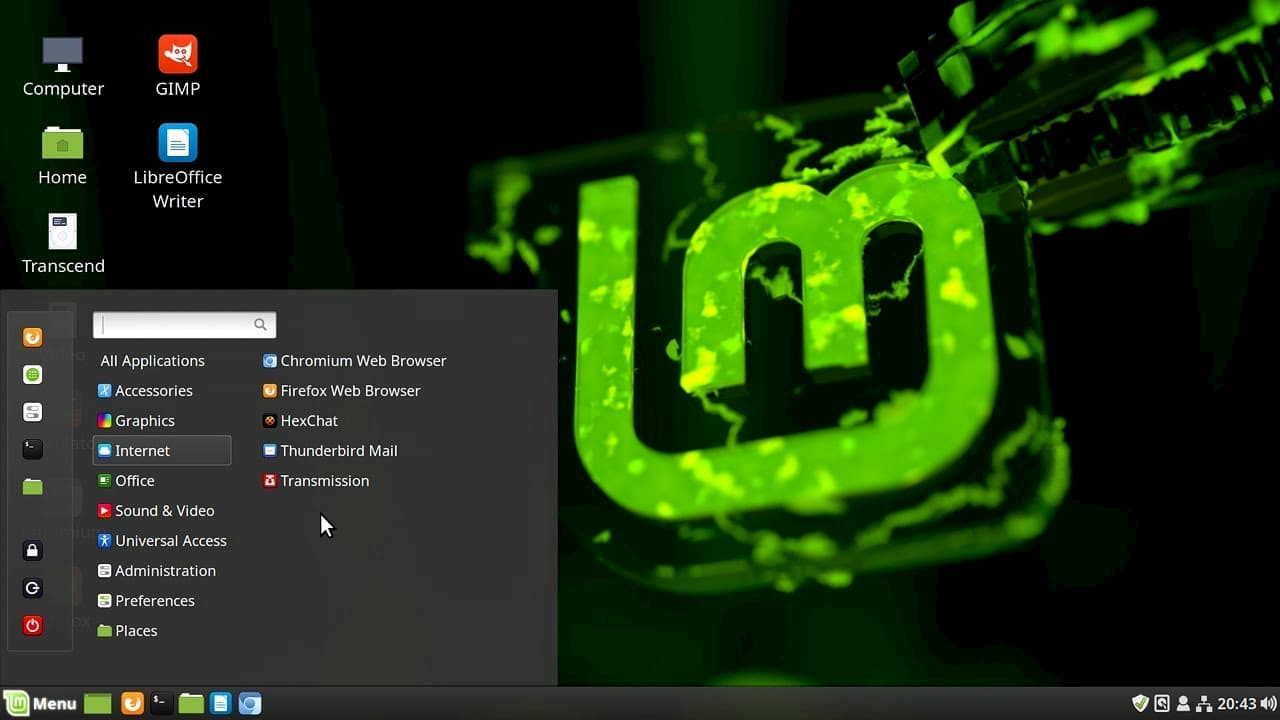 Computer
GIMP
Home
LibreOffice
Writer
Transcend
All Applications
Accessories
Graphics
Internet
Office
Sound & Video
Universal Access
Administration
Preferences
Places
Chromium Web Browser
Firefox Web Browser
HexChat
Thunderbird Mail
Transmission
Menu
20:43